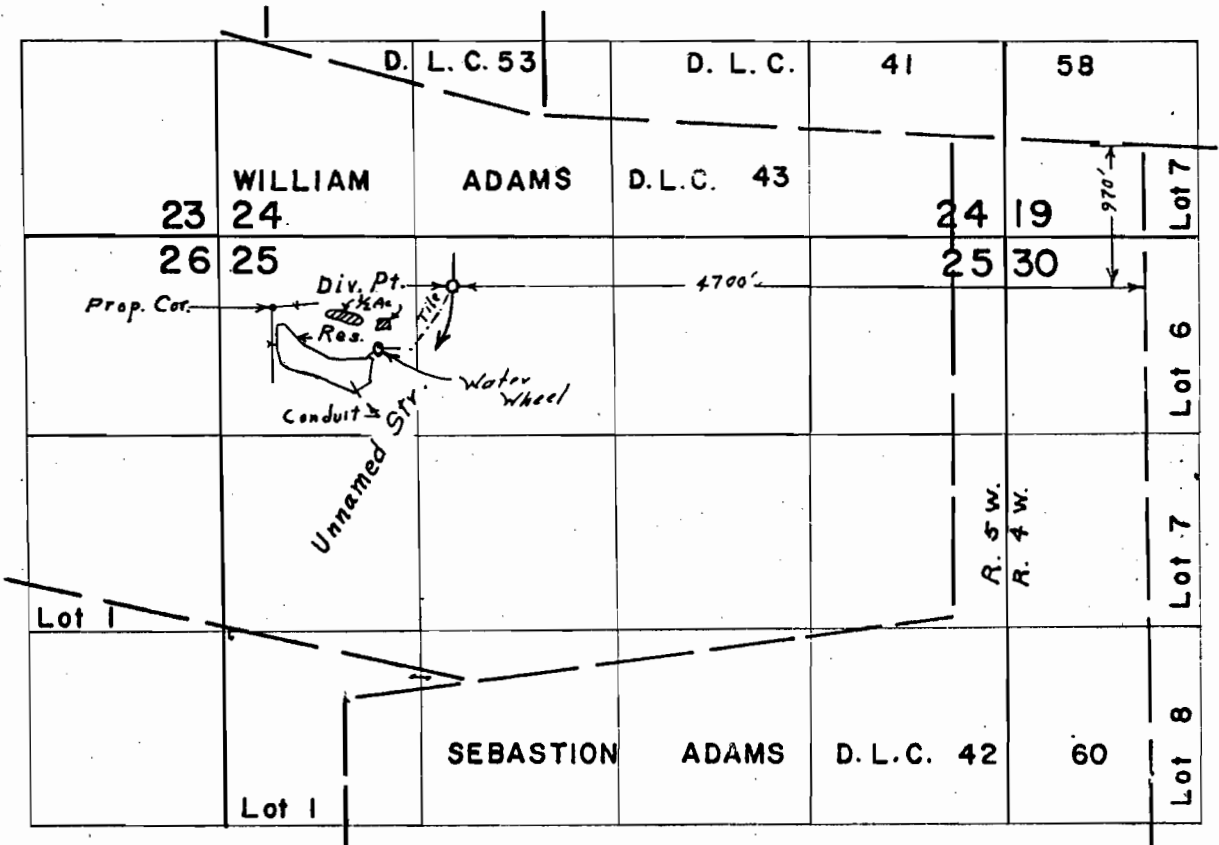 D. L. C. 53 D. L. C. 41 58
WILLIAM ADAMS D.L.C. 43
970'
Lot 7
23 24 24 19
26 25 25 30
Div. Pt. 4700'
Prop. Cor. ½ Ac Tile
Res.
Water
Wheel
Conduit
Unnamed Str.
Lot 6
R. 5 W.
R. 4 W.
Lot 7
Lot 1
SEBASTION ADAMS D.L.C. 42 60
Lot 8
Lot 1